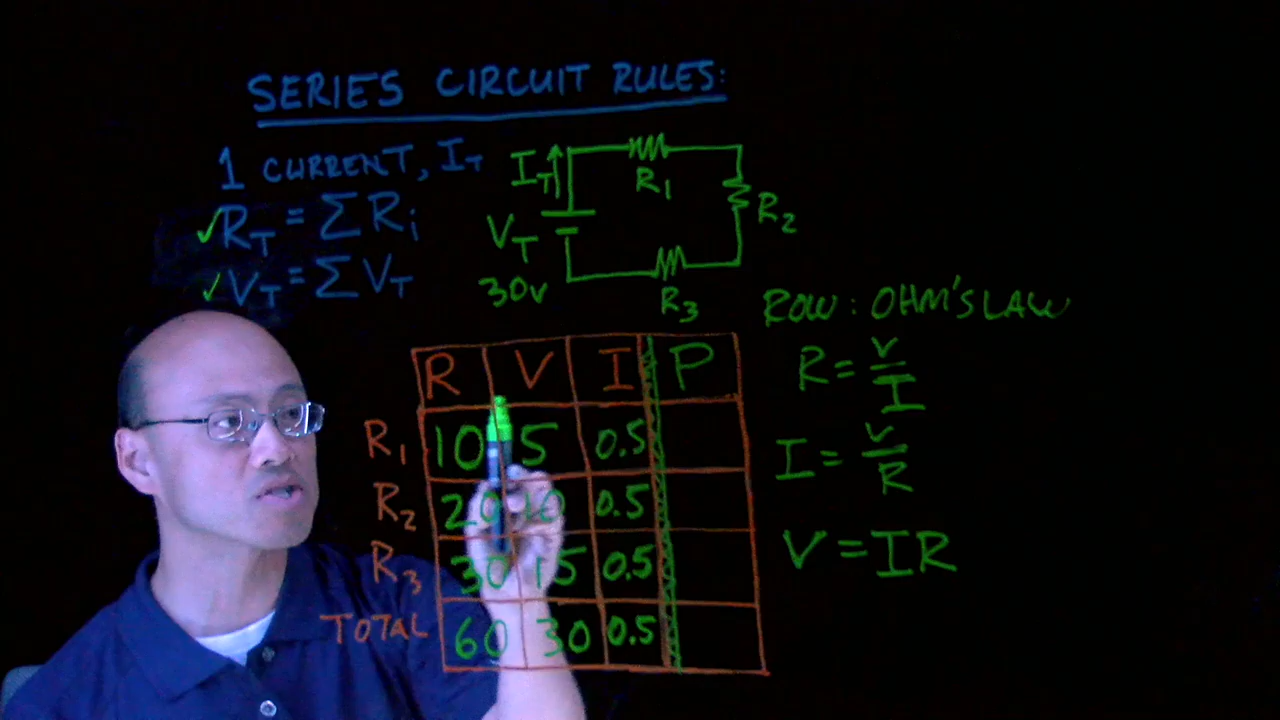 SERIES CIRCUIT RULES:
1 CURRENT, IT
✓ RT = Σ Ri
✓ VT = Σ VT
IT
VT
30V
R1
R2
R3
ROW: OHM'S LAW
R = V/I
I = V/R
V = IR
R V I P
R1 10 5 0.5
R2 20 10 0.5
R3 30 15 0.5
TOTAL 60 30 0.5